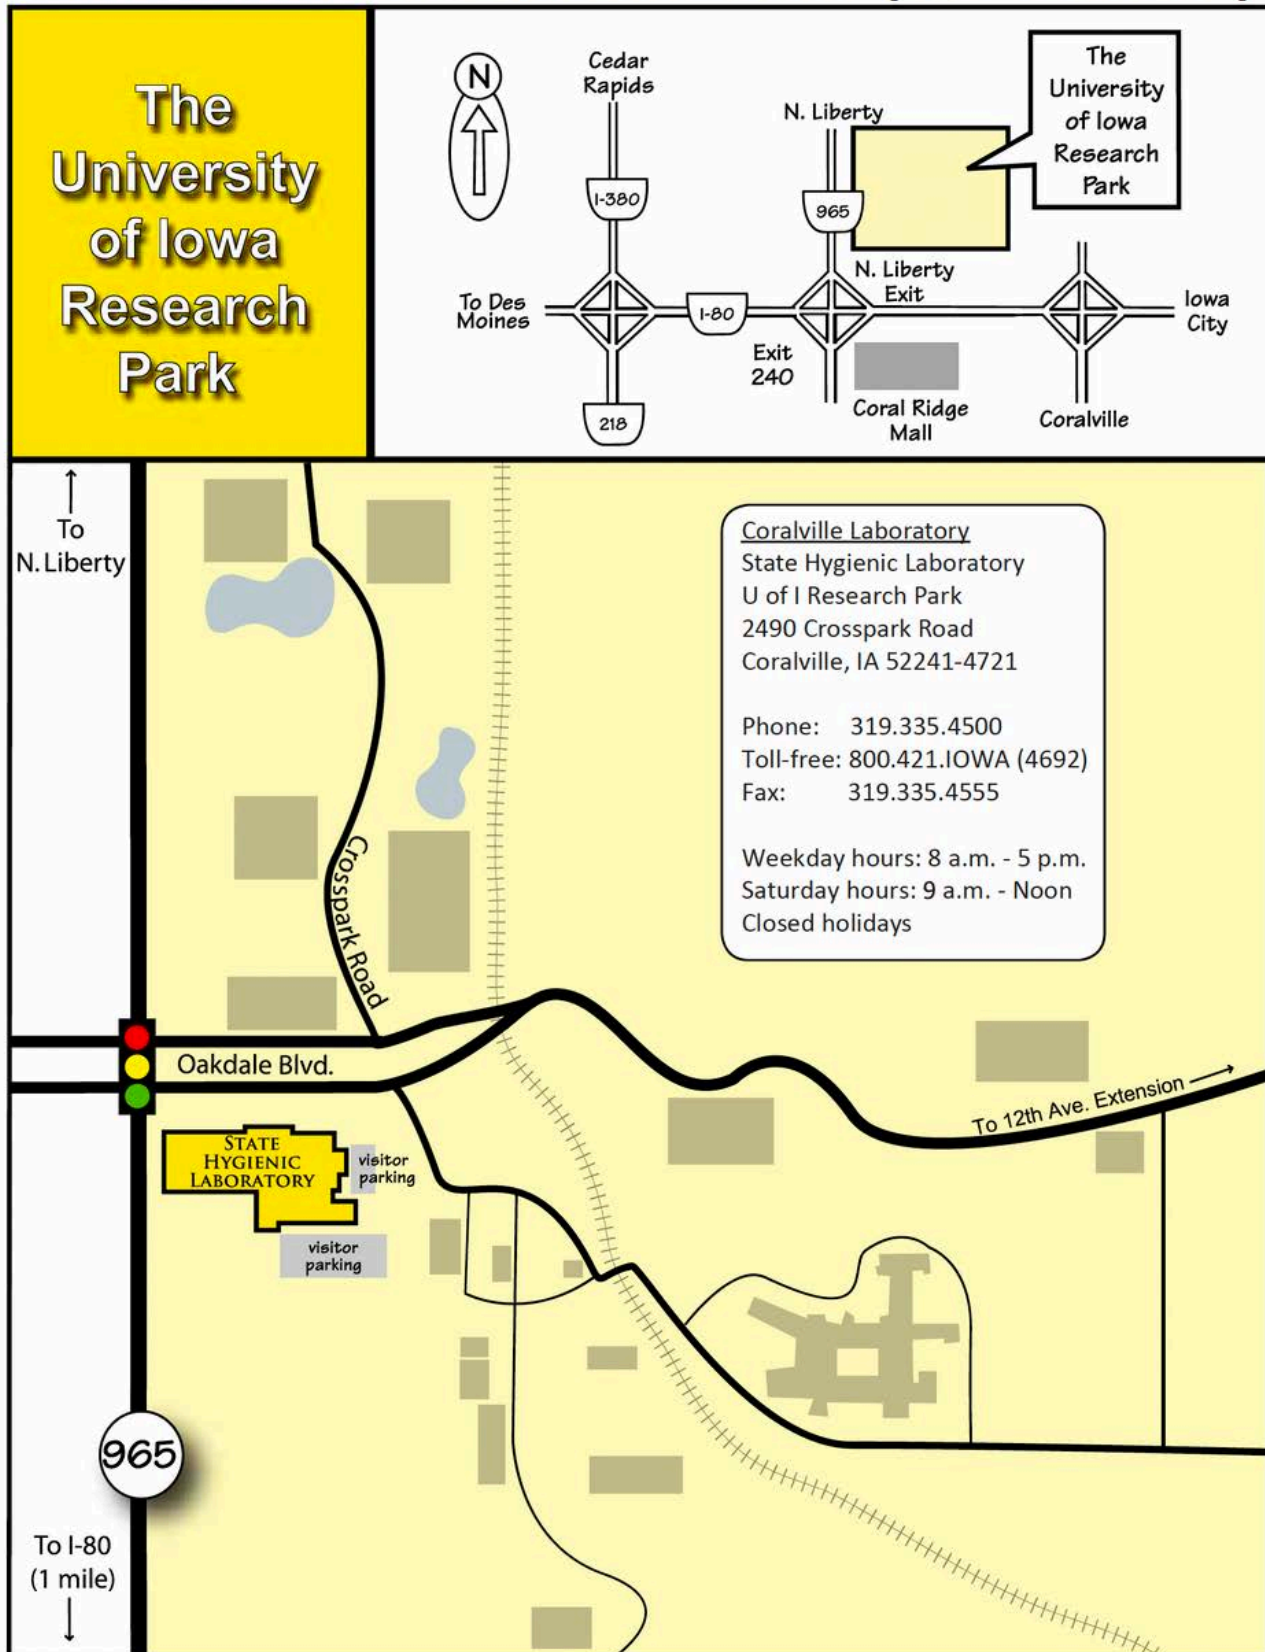 The
University
of Iowa
Research
Park
N
Cedar
Rapids
I-380
N. Liberty
965
The
University
of Iowa
Research
Park
To Des
Moines
I-80
N. Liberty
Exit
Iowa
City
Exit
240
218
Coral Ridge
Mall
Coralville
To
N. Liberty
Coralville Laboratory
State Hygienic Laboratory
U of I Research Park
2490 Crosspark Road
Coralville, IA 52241-4721
Phone: 319.335.4500
Toll-free: 800.421.IOWA (4692)
Fax: 319.335.4555
Weekday hours: 8 a.m. - 5 p.m.
Saturday hours: 9 a.m. - Noon
Closed holidays
Crosspark Road
Oakdale Blvd.
To 12th Ave. Extension
STATE
HYGIENIC
LABORATORY
visitor
parking
visitor
parking
965
To I-80
(1 mile)